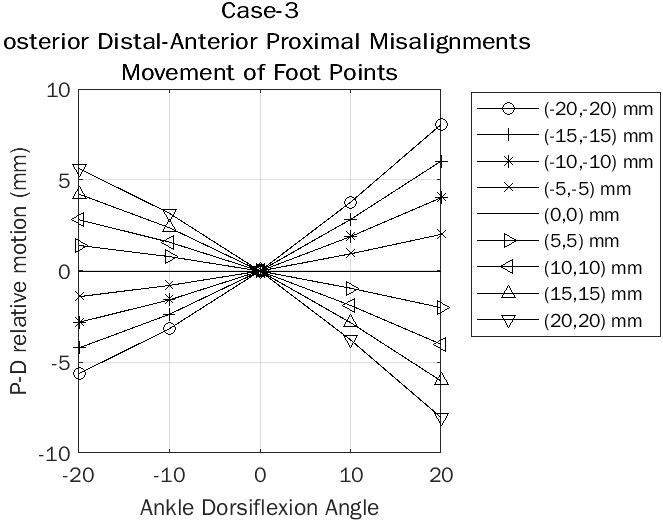 Case-3
osterior Distal-Anterior Proximal Misalignments
Movement of Foot Points
10
5
0
-5
-10
P-D relative motion (mm)
-20 -10 0 10 20
Ankle Dorsiflexion Angle
(-20,-20) mm
(-15,-15) mm
(-10,-10) mm
(-5,-5) mm
(0,0) mm
(5,5) mm
(10,10) mm
(15,15) mm
(20,20) mm